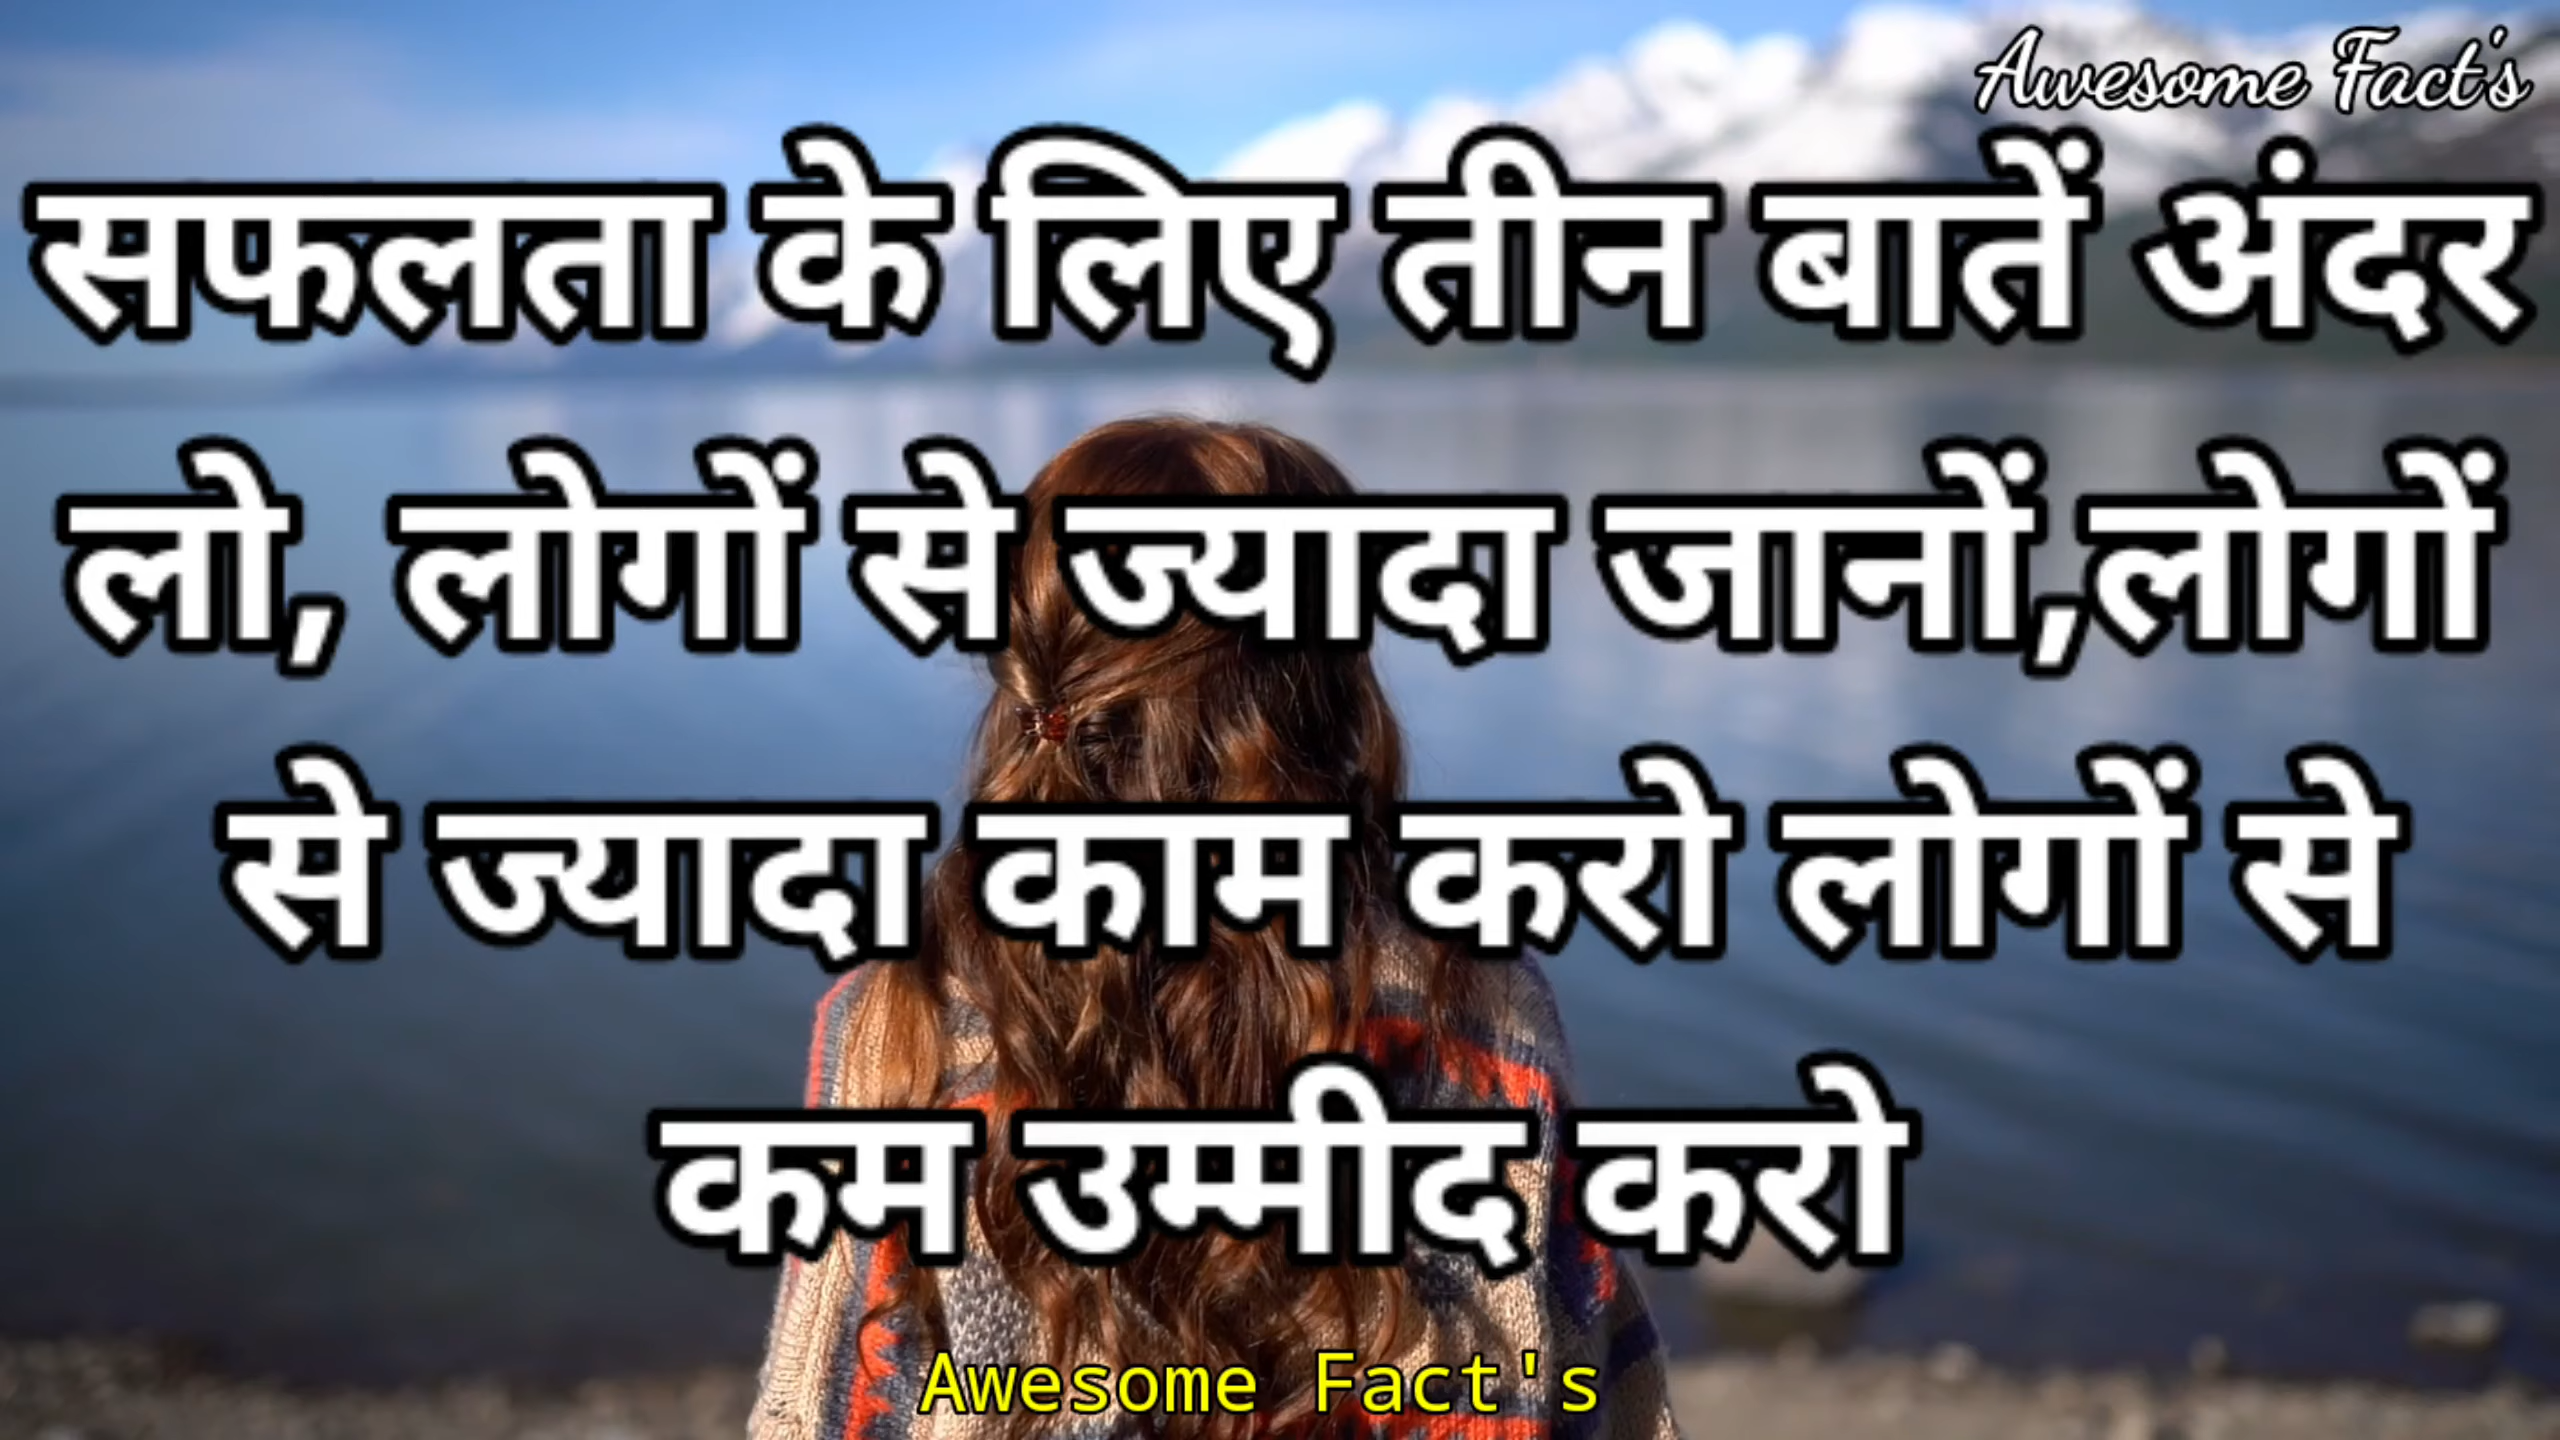 Awesome Fact's
सफलता के लिए तीन बातें अंदर
लो, लोगों से ज्यादा जानों,लोगों
से ज्यादा काम करो लोगों से
कम उम्मीद करो
Awesome Fact's